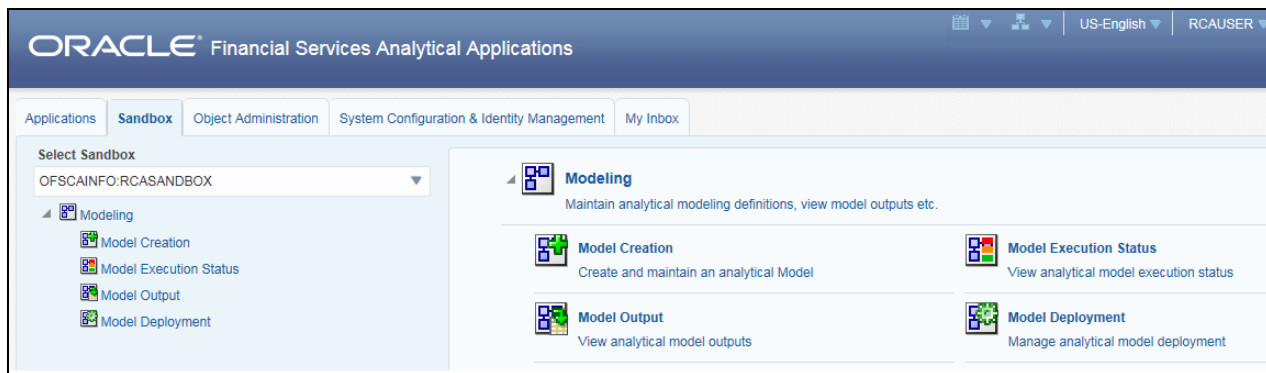 US-English RCAUSER
ORACLE® Financial Services Analytical Applications
Applications Sandbox Object Administration System Configuration & Identity Management My Inbox
Select Sandbox
OFSCAINFO:RCASANDBOX
Modeling
Model Creation
Model Execution Status
Model Output
Model Deployment
Modeling
Maintain analytical modeling definitions, view model outputs etc.
Model Creation
Create and maintain an analytical Model
Model Execution Status
View analytical model execution status
Model Output
View analytical model outputs
Model Deployment
Manage analytical model deployment